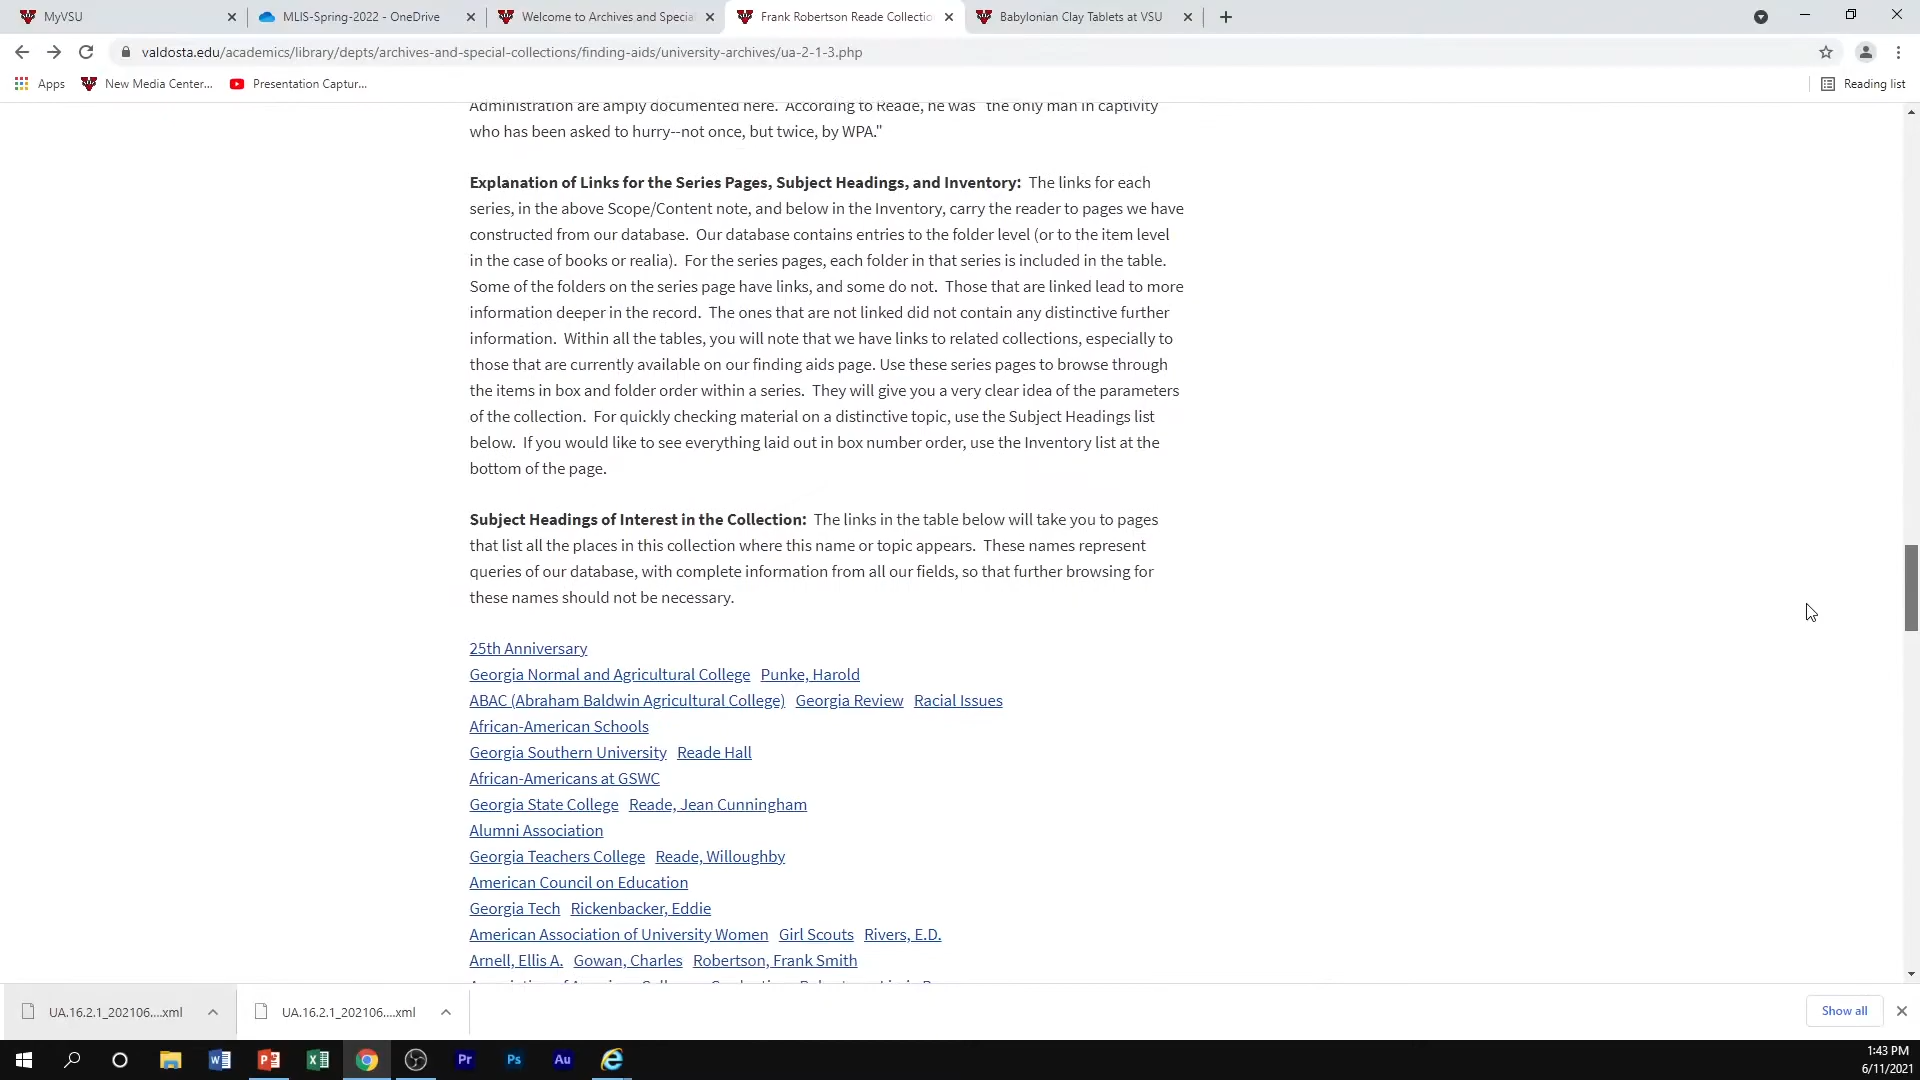 MyVSU
MLIS-Spring-2022 - OneDrive
Welcome to Archives and Special
Frank Robertson Reade Collectio
Babylonian Clay Tablets at VSU
valdosta.edu/academics/library/depts/archives-and-special-collections/finding-aids/university-archives/ua-2-1-3.php
Apps
New Media Center...
Presentation Captur...
Reading list
Administration are amply documented here.  According to Reade, he was "the only man in captivity
who has been asked to hurry--not once, but twice, by WPA."
Explanation of Links for the Series Pages, Subject Headings, and Inventory:  The links for each
series, in the above Scope/Content note, and below in the Inventory, carry the reader to pages we have
constructed from our database.  Our database contains entries to the folder level (or to the item level
in the case of books or realia).  For the series pages, each folder in that series is included in the table.
Some of the folders on the series page have links, and some do not.  Those that are linked lead to more
information deeper in the record.  The ones that are not linked did not contain any distinctive further
information.  Within all the tables, you will note that we have links to related collections, especially to
those that are currently available on our finding aids page. Use these series pages to browse through
the items in box and folder order within a series.  They will give you a very clear idea of the parameters
of the collection.  For quickly checking material on a distinctive topic, use the Subject Headings list
below.  If you would like to see everything laid out in box number order, use the Inventory list at the
bottom of the page.
Subject Headings of Interest in the Collection:  The links in the table below will take you to pages
that list all the places in this collection where this name or topic appears.  These names represent
queries of our database, with complete information from all our fields, so that further browsing for
these names should not be necessary.
25th Anniversary
Georgia Normal and Agricultural College  Punke, Harold
ABAC (Abraham Baldwin Agricultural College)  Georgia Review  Racial Issues
African-American Schools
Georgia Southern University  Reade Hall
African-Americans at GSWC
Georgia State College  Reade, Jean Cunningham
Alumni Association
Georgia Teachers College  Reade, Willoughby
American Council on Education
Georgia Tech  Rickenbacker, Eddie
American Association of University Women  Girl Scouts  Rivers, E.D.
Arnell, Ellis A.  Gowan, Charles  Robertson, Frank Smith
UA.16.2.1_202106....xml
UA.16.2.1_202106....xml
Show all
Pr
Ps
Au
1:43 PM
6/11/2021